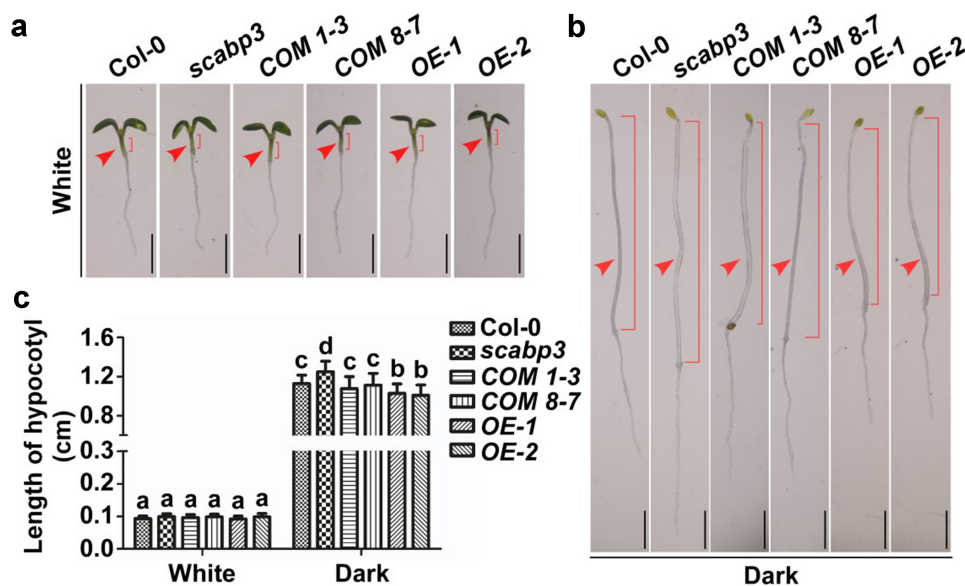 a
Col-0 scabp3 COM 1-3 COM 8-7 OE-1 OE-2
White
b
Col-0 scabp3 COM 1-3 COM 8-7 OE-1 OE-2
Dark
c
Length of hypocotyl
(cm)
1.6
1.2
0.8
0.3
0.2
0.1
0.0
a a a a a a
c d c c b b
White Dark
Col-0
scabp3
COM 1-3
COM 8-7
OE-1
OE-2